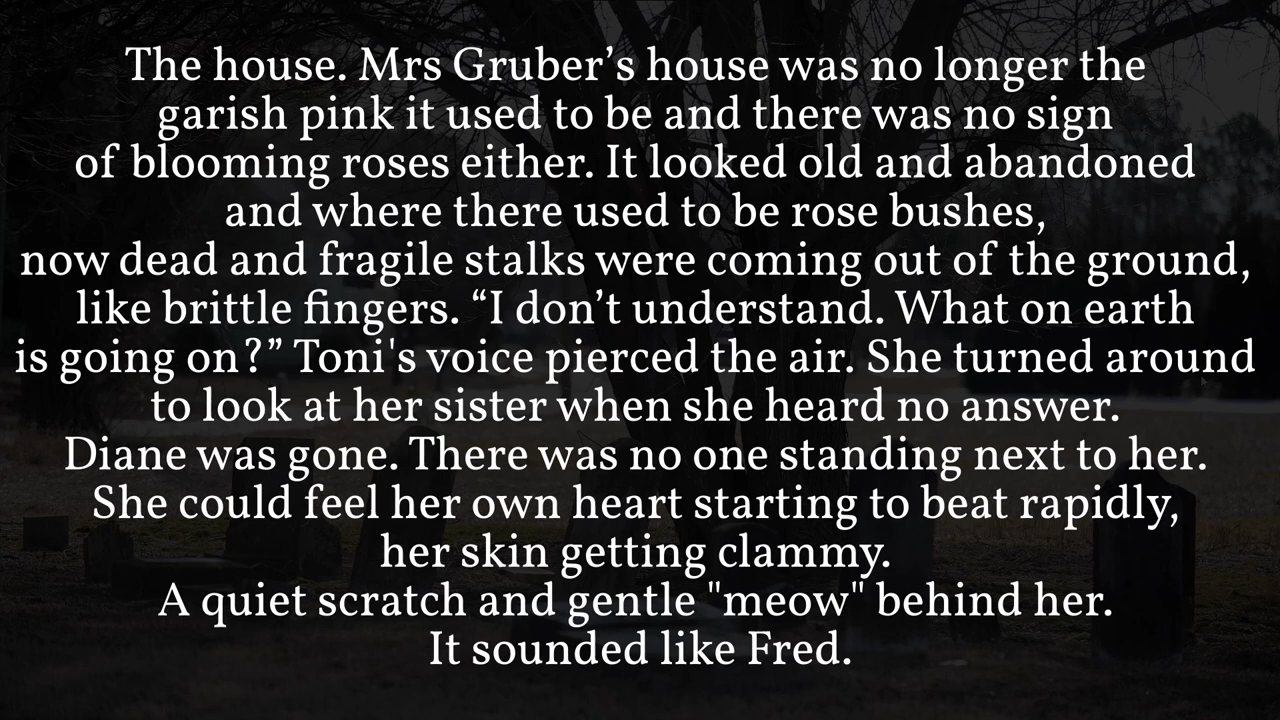 The house. Mrs Gruber’s house was no longer the
garish pink it used to be and there was no sign
of blooming roses either. It looked old and abandoned
and where there used to be rose bushes,
now dead and fragile stalks were coming out of the ground,
like brittle fingers. “I don’t understand. What on earth
is going on?” Toni's voice pierced the air. She turned around
to look at her sister when she heard no answer.
Diane was gone. There was no one standing next to her.
She could feel her own heart starting to beat rapidly,
her skin getting clammy.
A quiet scratch and gentle "meow" behind her.
It sounded like Fred.